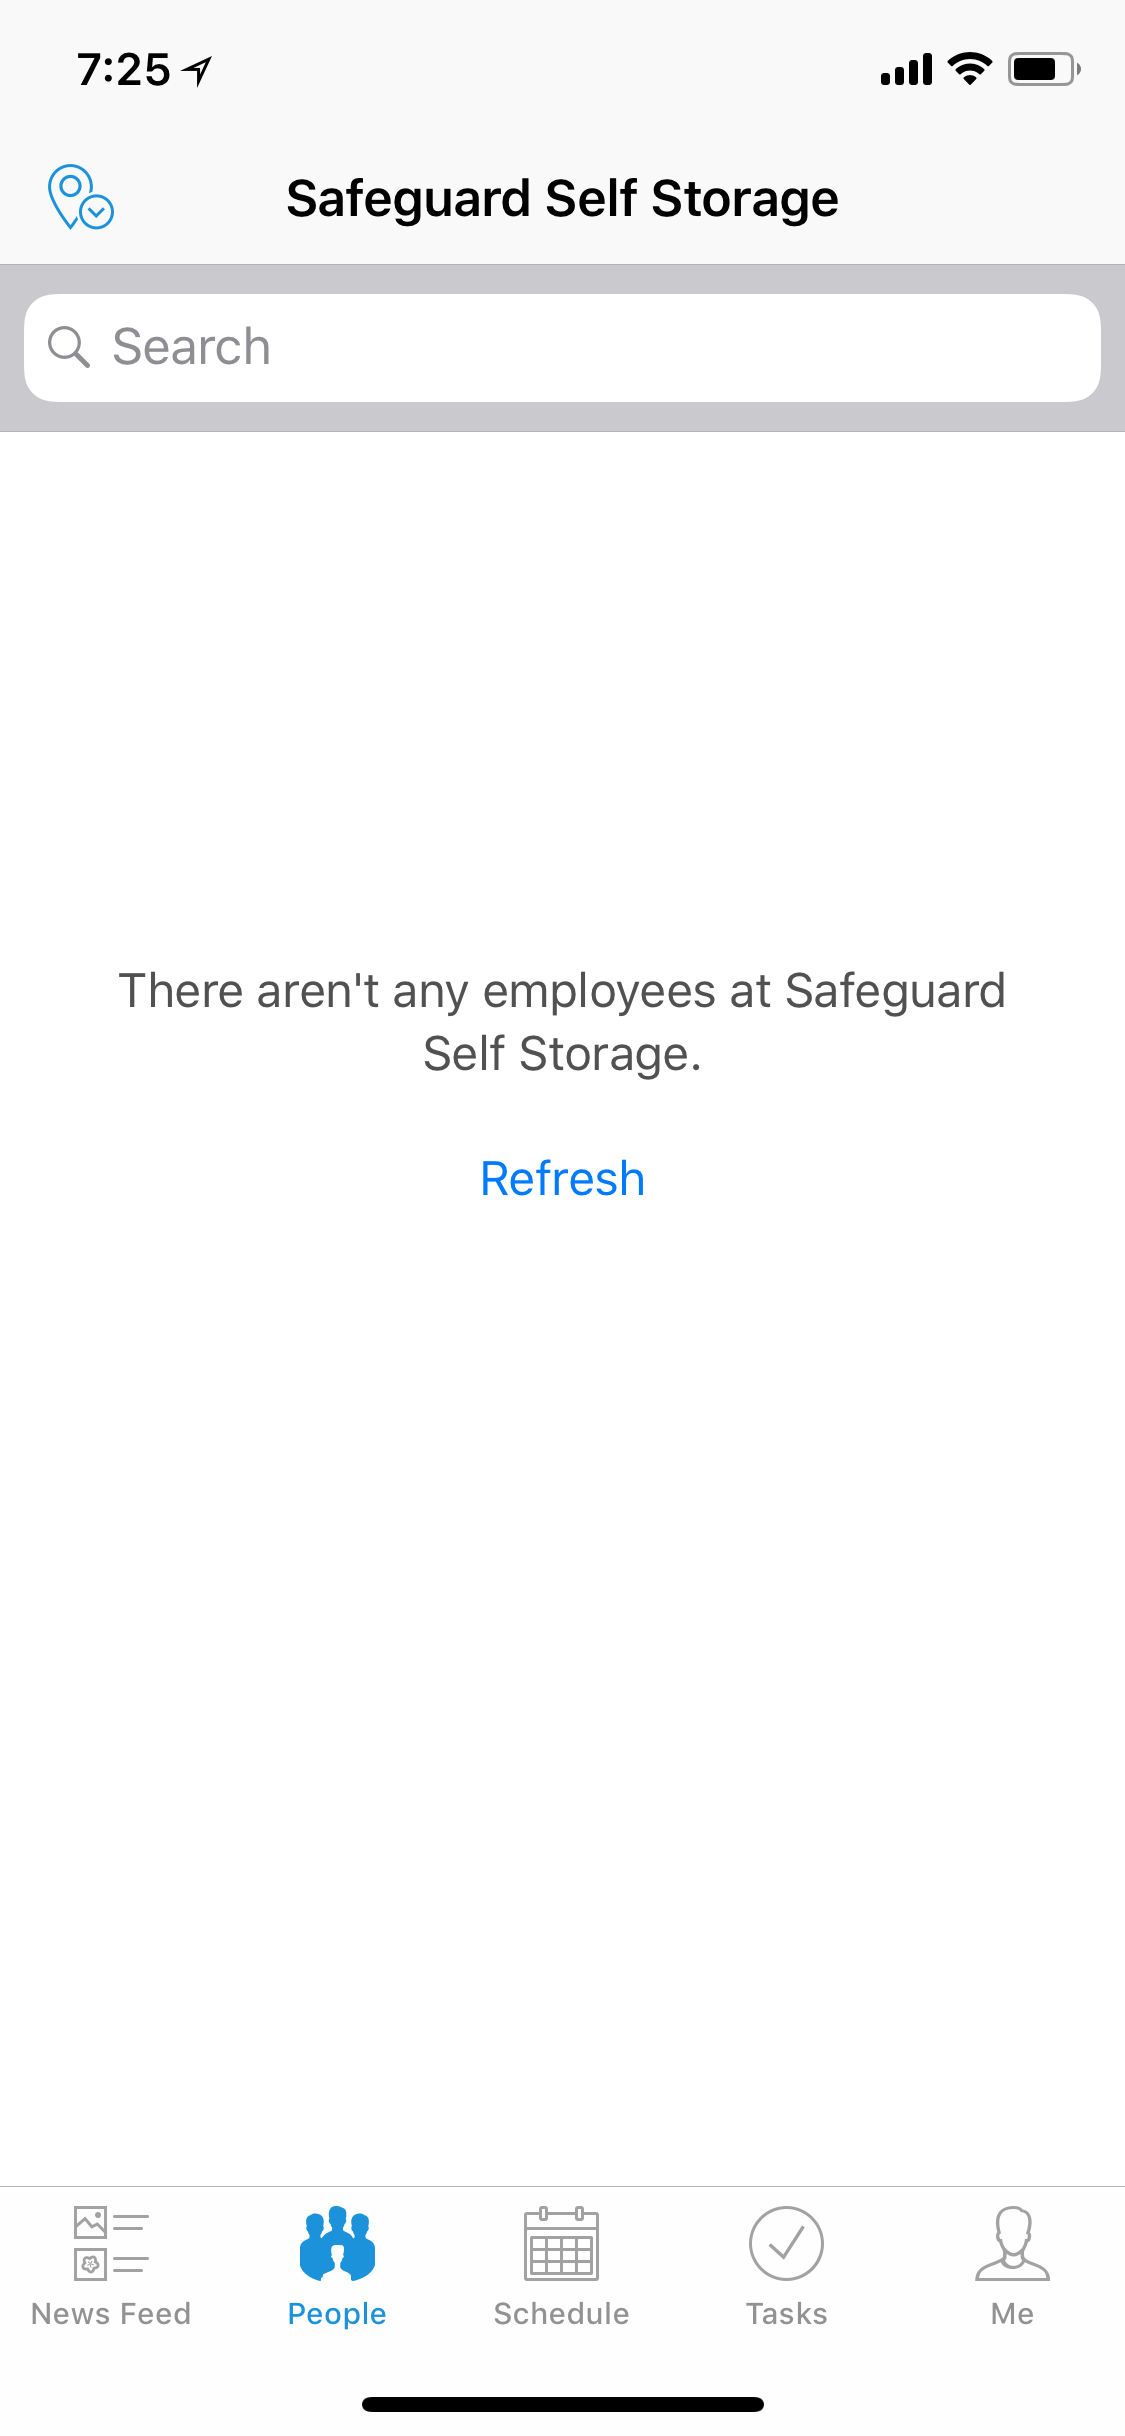 7:25
Safeguard Self Storage
Search
There aren't any employees at Safeguard
Self Storage.
Refresh
News Feed
People
Schedule
Tasks
Me